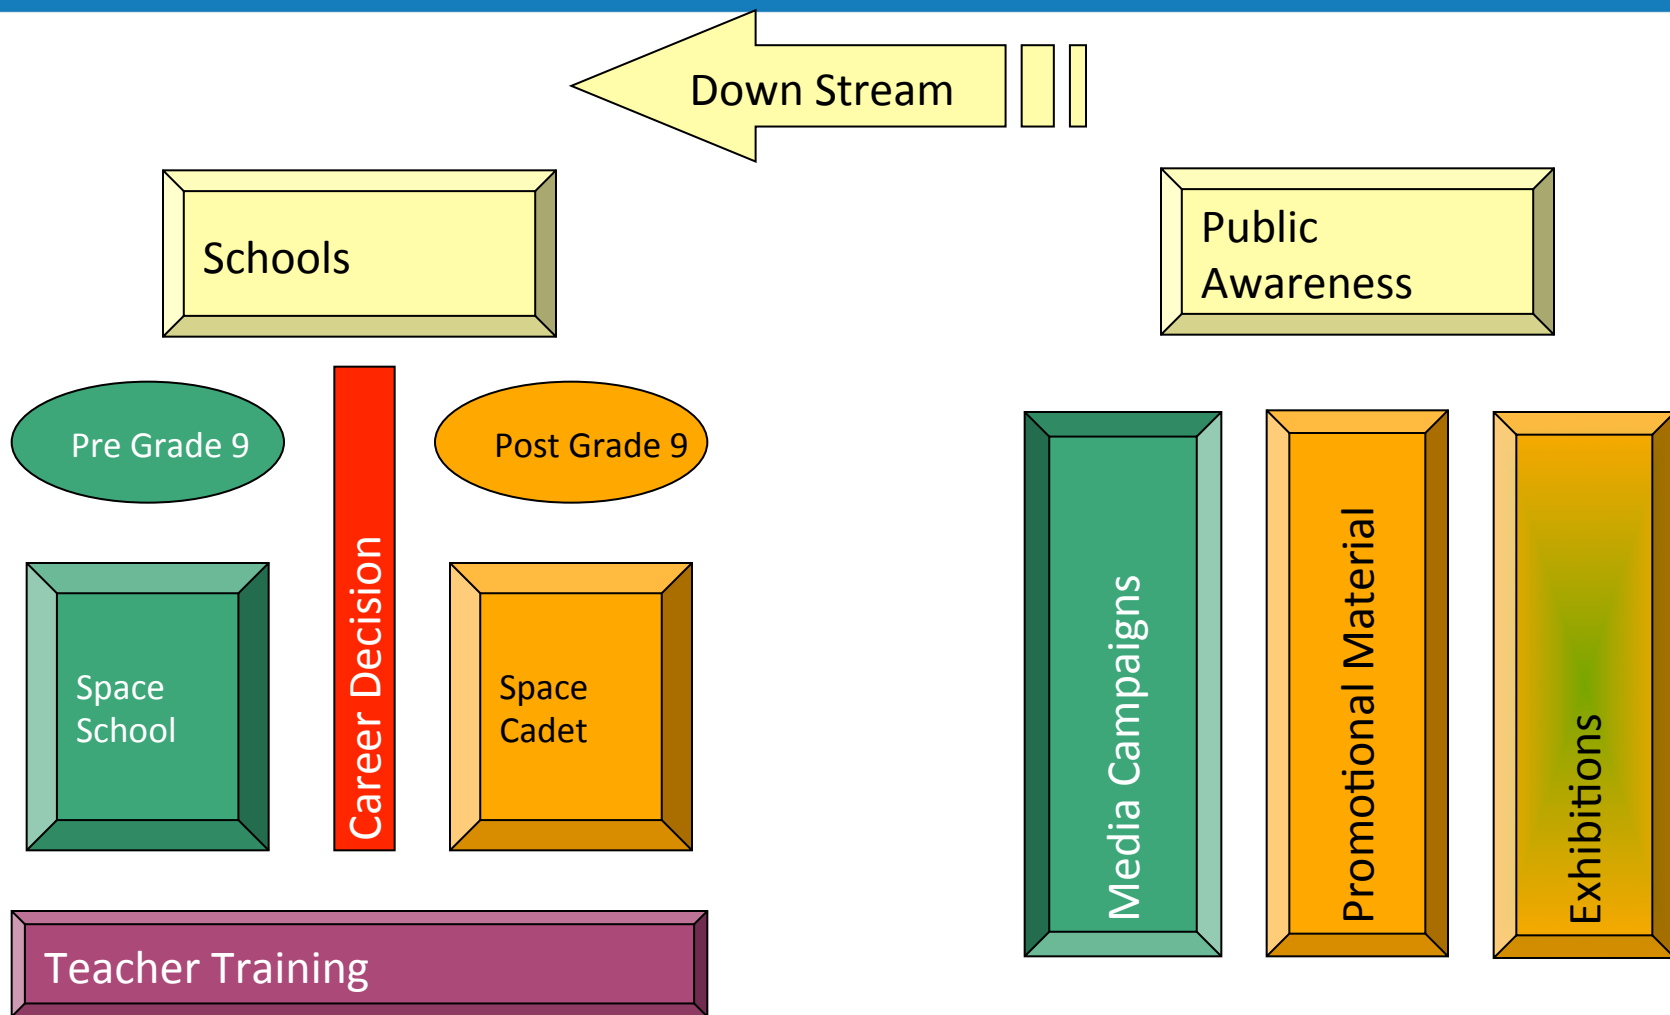 Down Stream
Schools
Public
Awareness
Pre Grade 9
Career Decision
Post Grade 9
Space
School
Space
Cadet
Teacher Training
Media Campaigns
Promotional Material
Exhibitions